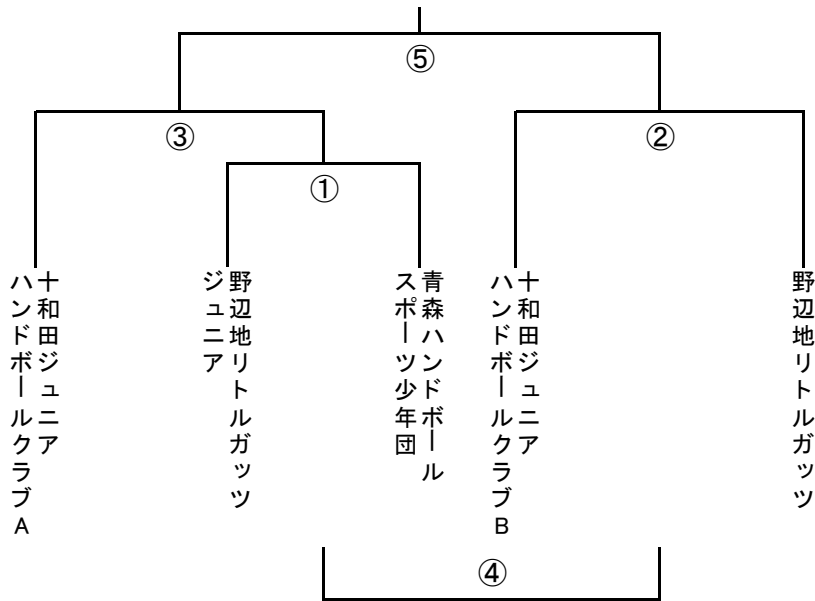 ⑤
③
②
①
十和田ジュニア
ハンドボールクラブA
野辺地リトルガッツ
ジュニア
青森ハンドボール
スポーツ少年団
十和田ジュニア
ハンドボールクラブB
野辺地リトルガッツ
④